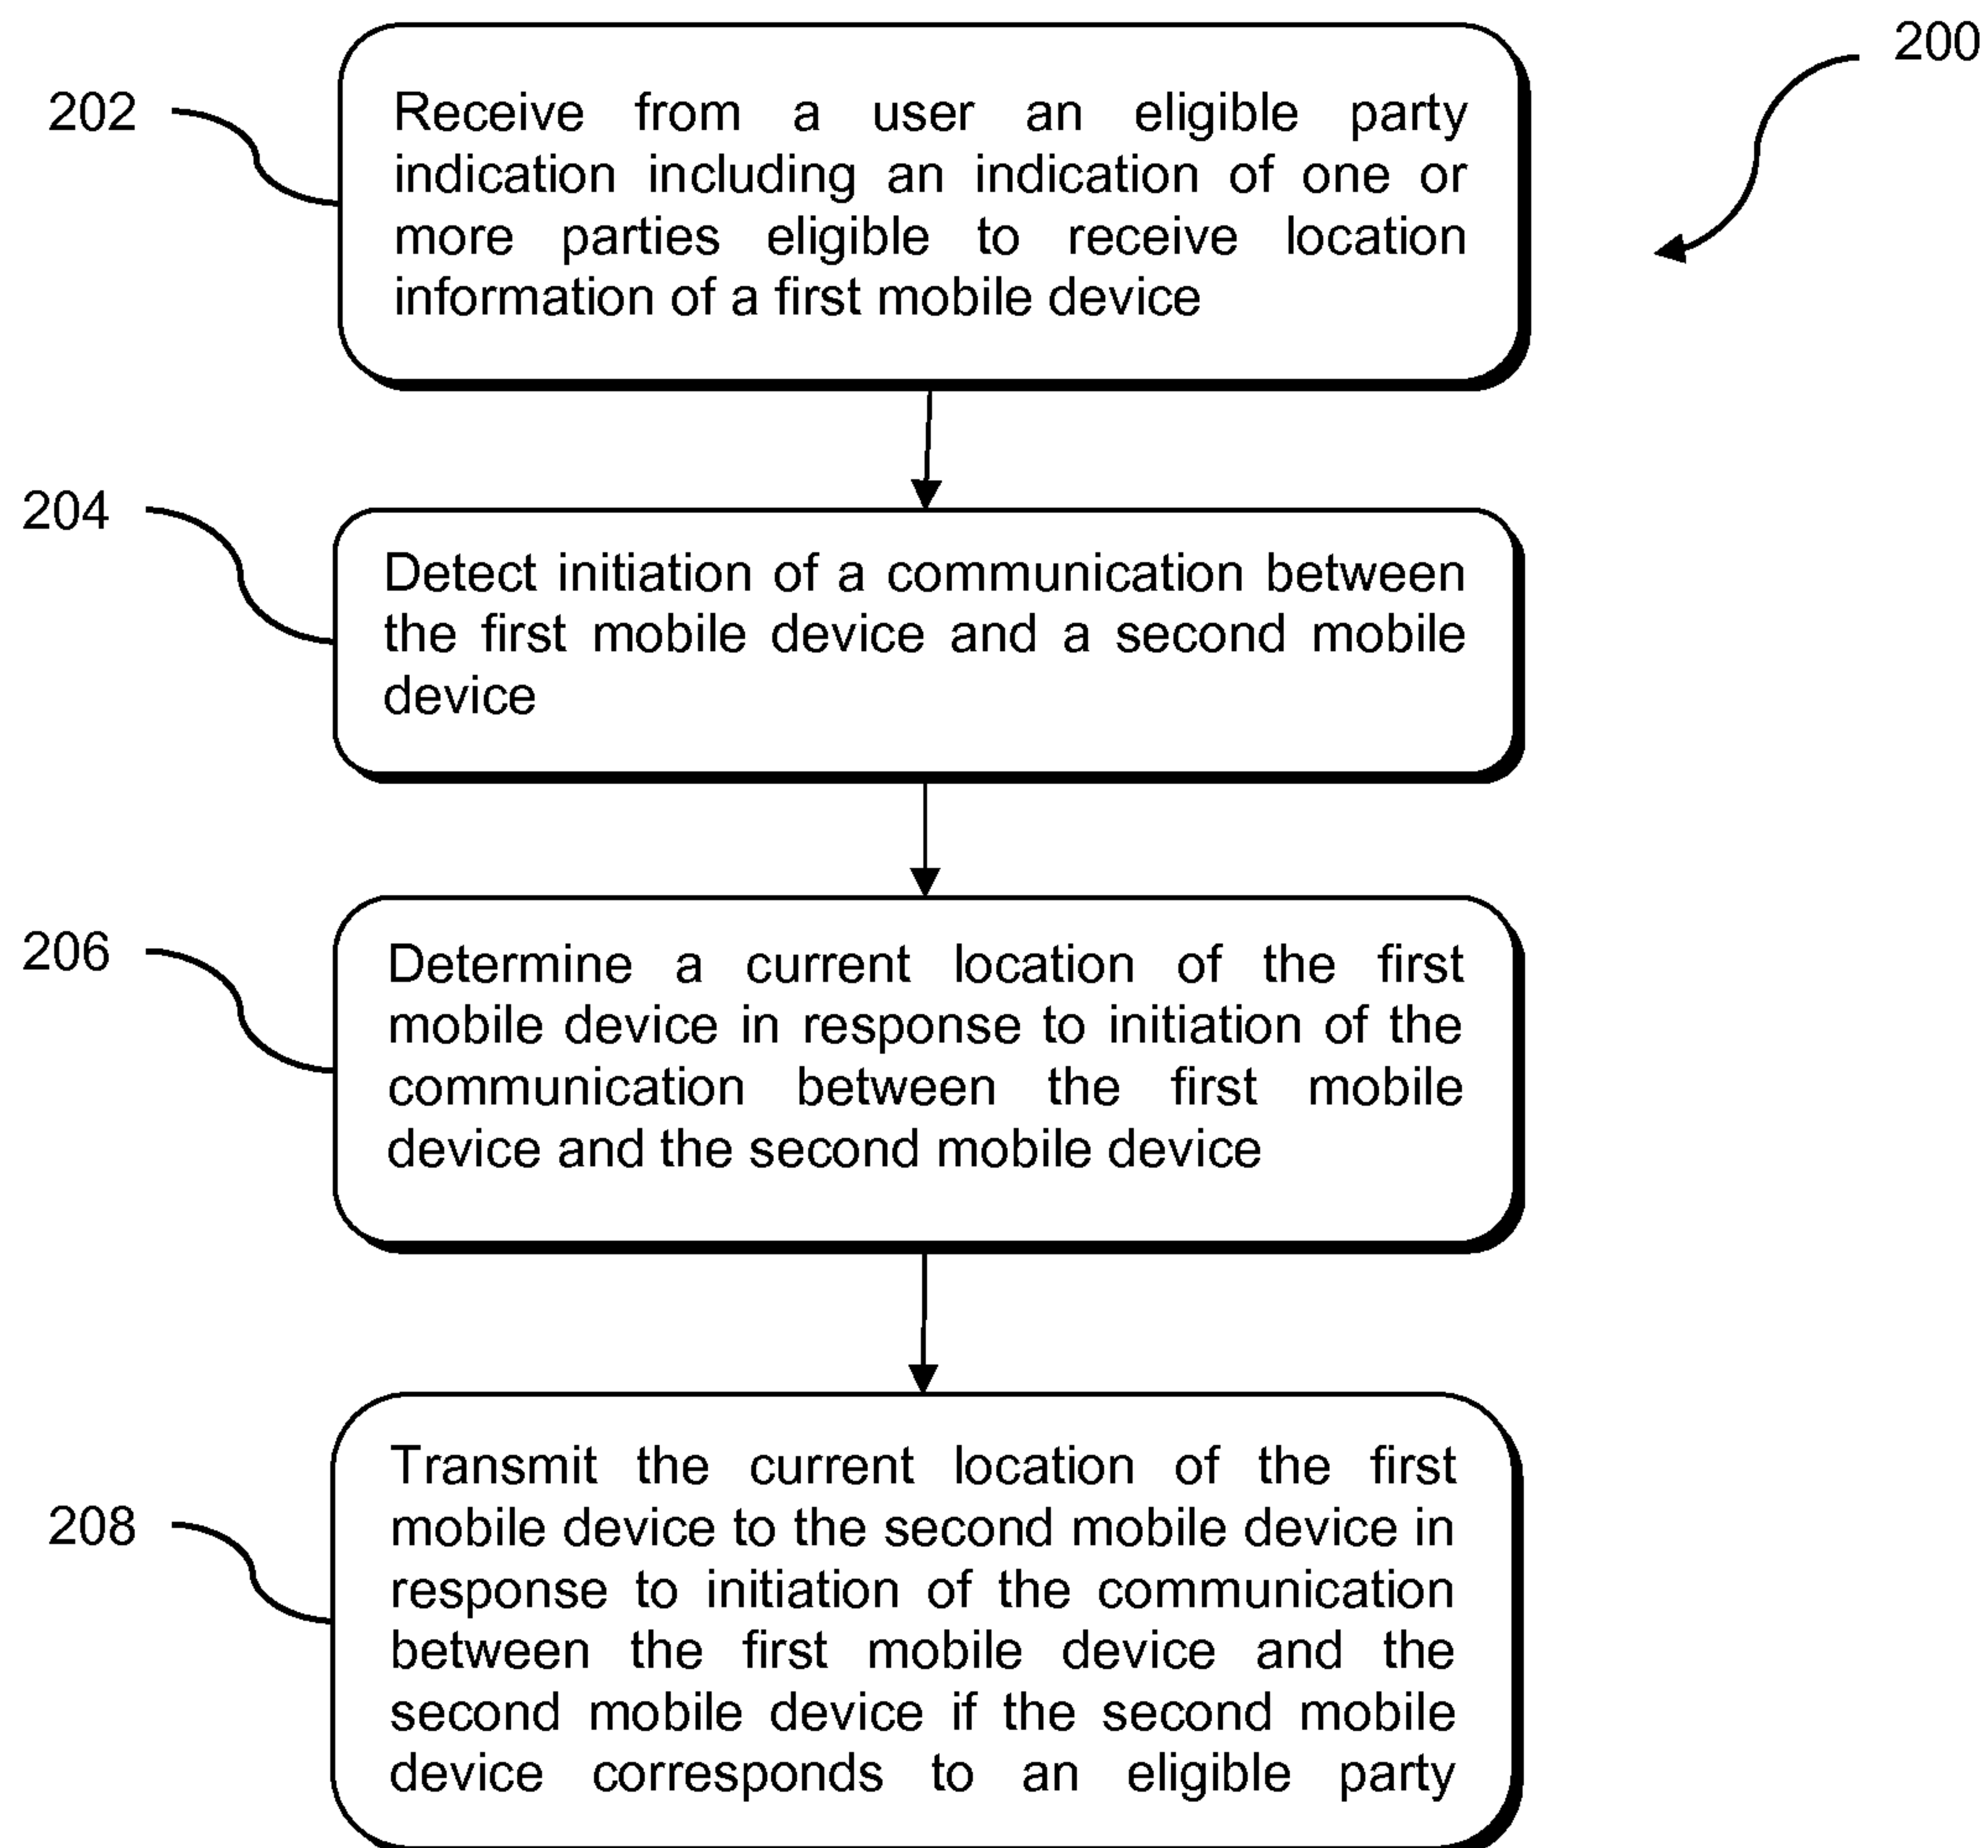 200
202
Receive from a user an eligible party
indication including an indication of one or
more parties eligible to receive location
information of a first mobile device
204
Detect initiation of a communication between
the first mobile device and a second mobile
device
206
Determine a current location of the first
mobile device in response to initiation of the
communication between the first mobile
device and the second mobile device
208
Transmit the current location of the first
mobile device to the second mobile device in
response to initiation of the communication
between the first mobile device and the
second mobile device if the second mobile
device corresponds to an eligible party